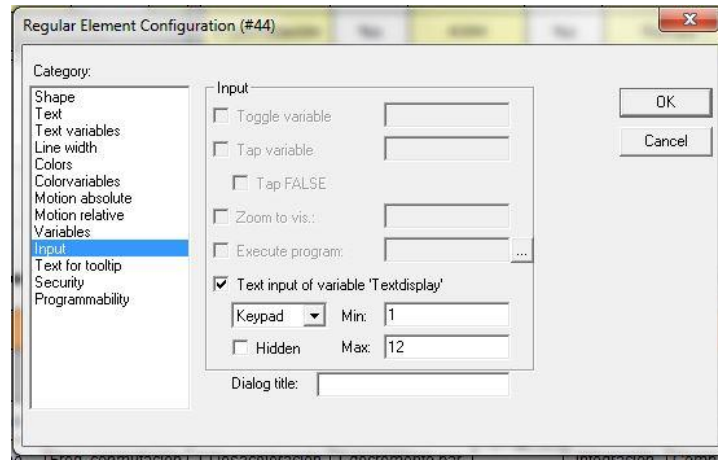 Regular Element Configuration (#44)
Category:
Shape
Text
Text variables
Line width
Colors
Colorvariables
Motion absolute
Motion relative
Variables
Input
Text for tooltip
Security
Programmability
Input
Toggle variable
Tap variable
Tap FALSE
Zoom to vis.:
Execute program:
...
Text input of variable 'Textdisplay'
Keypad Min: 1
Hidden Max: 12
Dialog title:
OK
Cancel